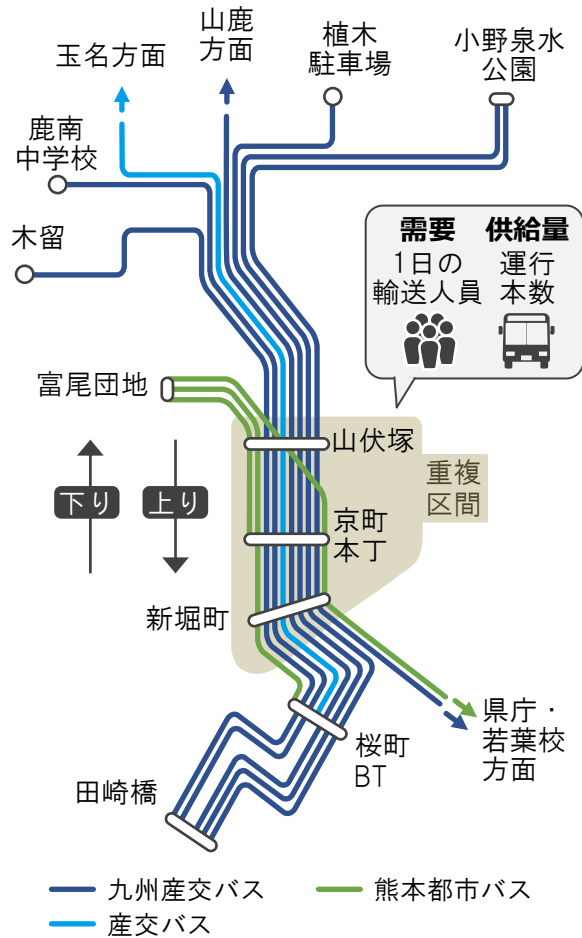 玉名方面
山鹿
方面
植木
駐車場
小野泉水
公園
鹿南
中学校
木留
需要 供給量
1日の
輸送人員
運行
本数
富尾団地
山伏塚
重複
区間
下り
上り
京町
本丁
新堀町
県庁・
若葉校
方面
桜町
BT
田崎橋
九州産交バス
熊本都市バス
産交バス